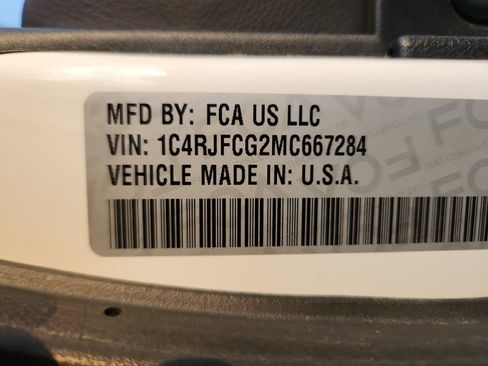 MFD BY: FCA US LLC
VIN: 1C4RJFCG2MC667284
VEHICLE MADE IN: U.S.A.